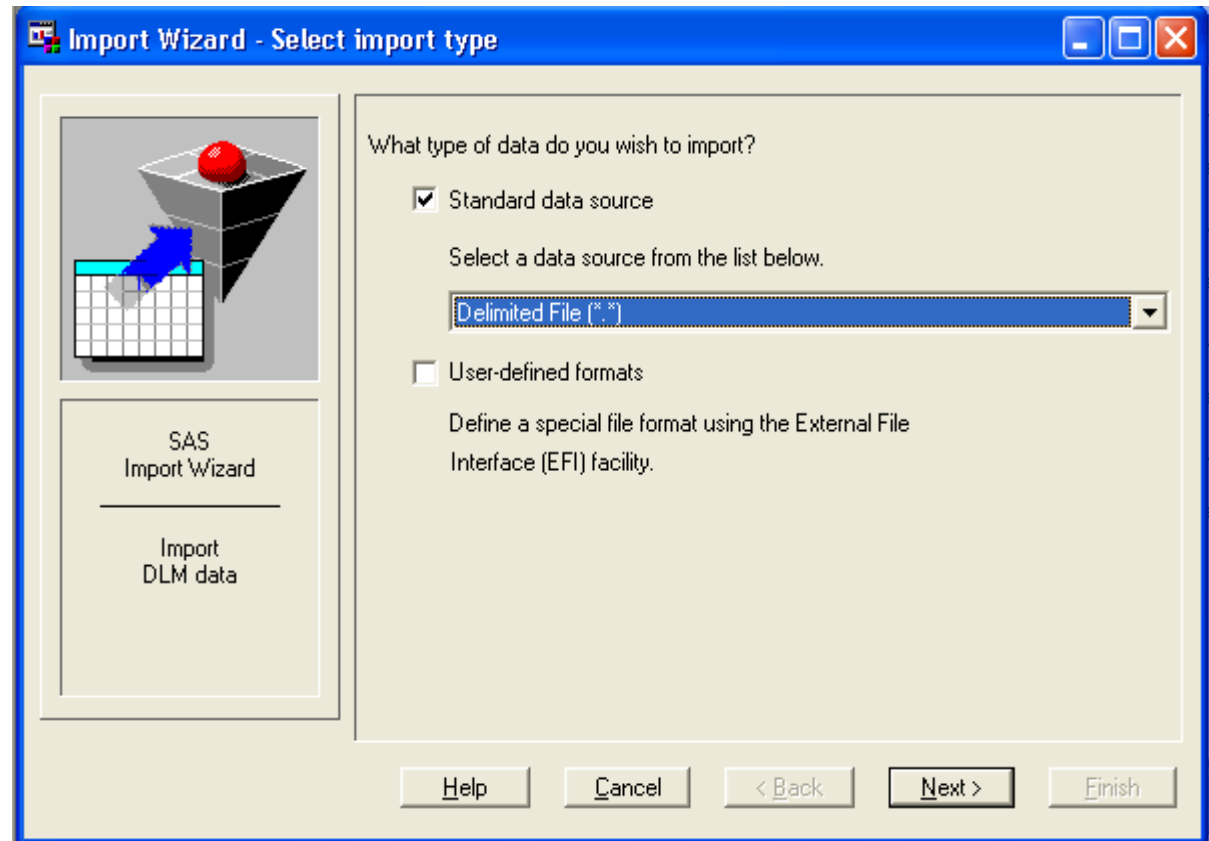 Import Wizard - Select import type
What type of data do you wish to import?
Standard data source
Select a data source from the list below.
Delimited File (*.*)
User-defined formats
Define a special file format using the External File
Interface (EFI) facility.
SAS
Import Wizard
Import
DLM data
Help
Cancel
< Back
Next >
Finish